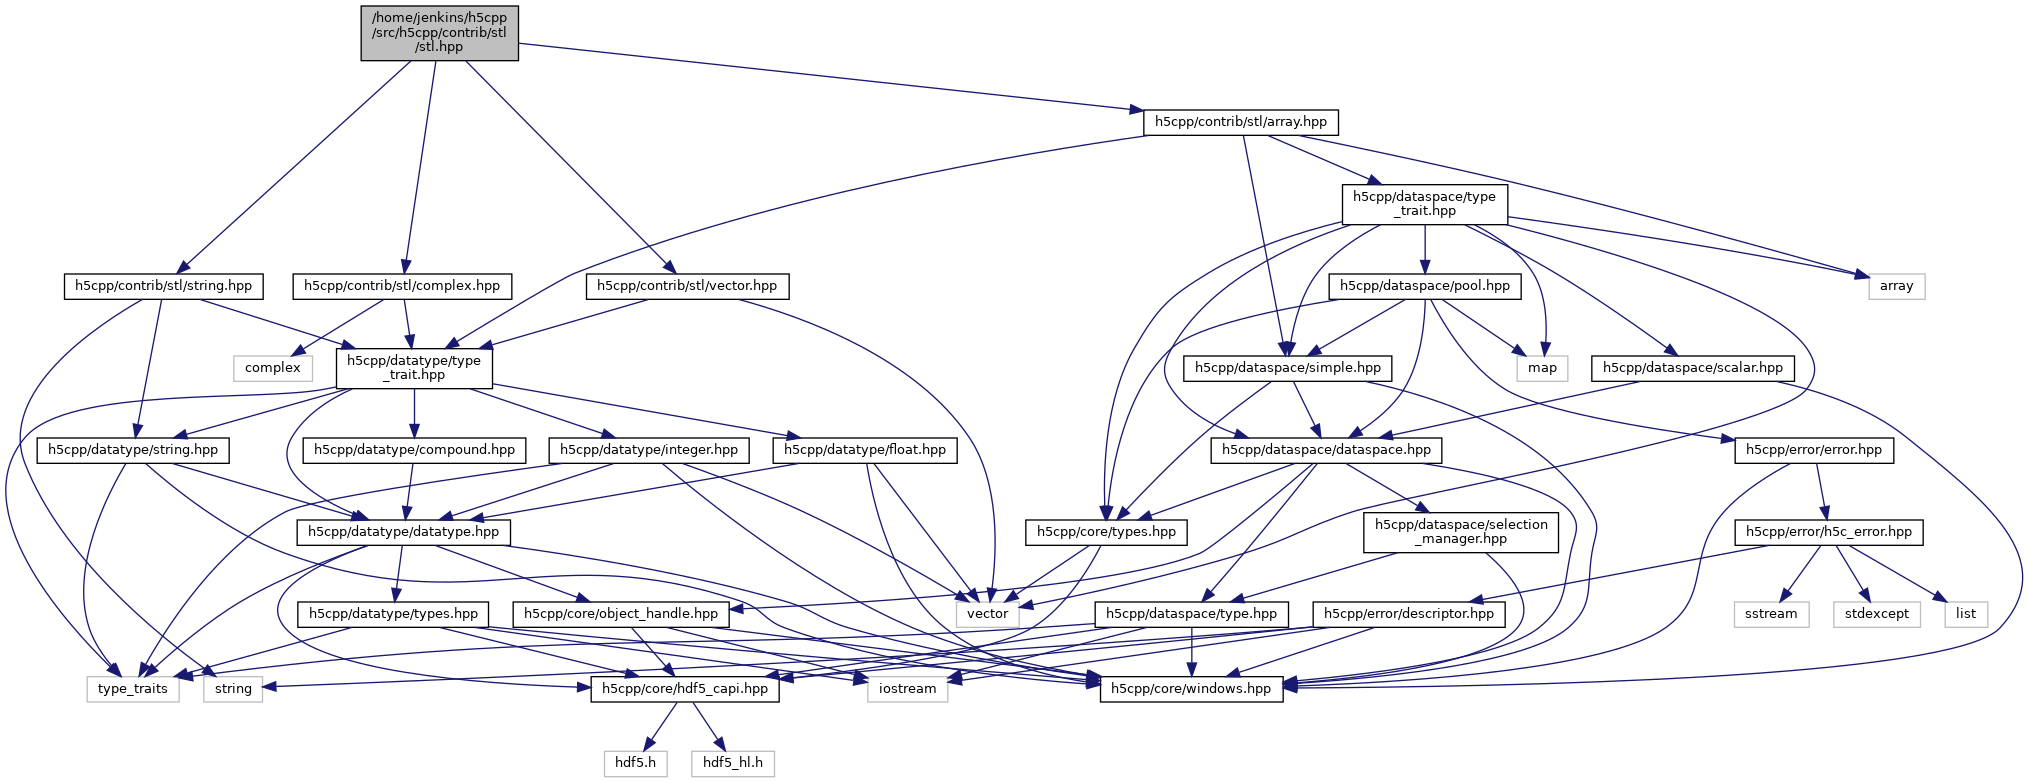 /home/jenkins/h5cpp
/src/h5cpp/contrib/stl
/stl.hpp
h5cpp/contrib/stl/array.hpp
h5cpp/dataspace/type
_trait.hpp
h5cpp/contrib/stl/string.hpp
h5cpp/contrib/stl/complex.hpp
h5cpp/contrib/stl/vector.hpp
h5cpp/dataspace/pool.hpp
array
complex
h5cpp/datatype/type
_trait.hpp
h5cpp/dataspace/simple.hpp
map
h5cpp/dataspace/scalar.hpp
h5cpp/datatype/string.hpp
h5cpp/datatype/compound.hpp
h5cpp/datatype/integer.hpp
h5cpp/datatype/float.hpp
h5cpp/dataspace/dataspace.hpp
h5cpp/error/error.hpp
h5cpp/datatype/datatype.hpp
h5cpp/core/types.hpp
h5cpp/dataspace/selection
_manager.hpp
h5cpp/error/h5c_error.hpp
h5cpp/datatype/types.hpp
h5cpp/core/object_handle.hpp
vector
h5cpp/dataspace/type.hpp
h5cpp/error/descriptor.hpp
sstream
stdexcept
list
type_traits
string
h5cpp/core/hdf5_capi.hpp
iostream
h5cpp/core/windows.hpp
hdf5.h
hdf5_hl.h